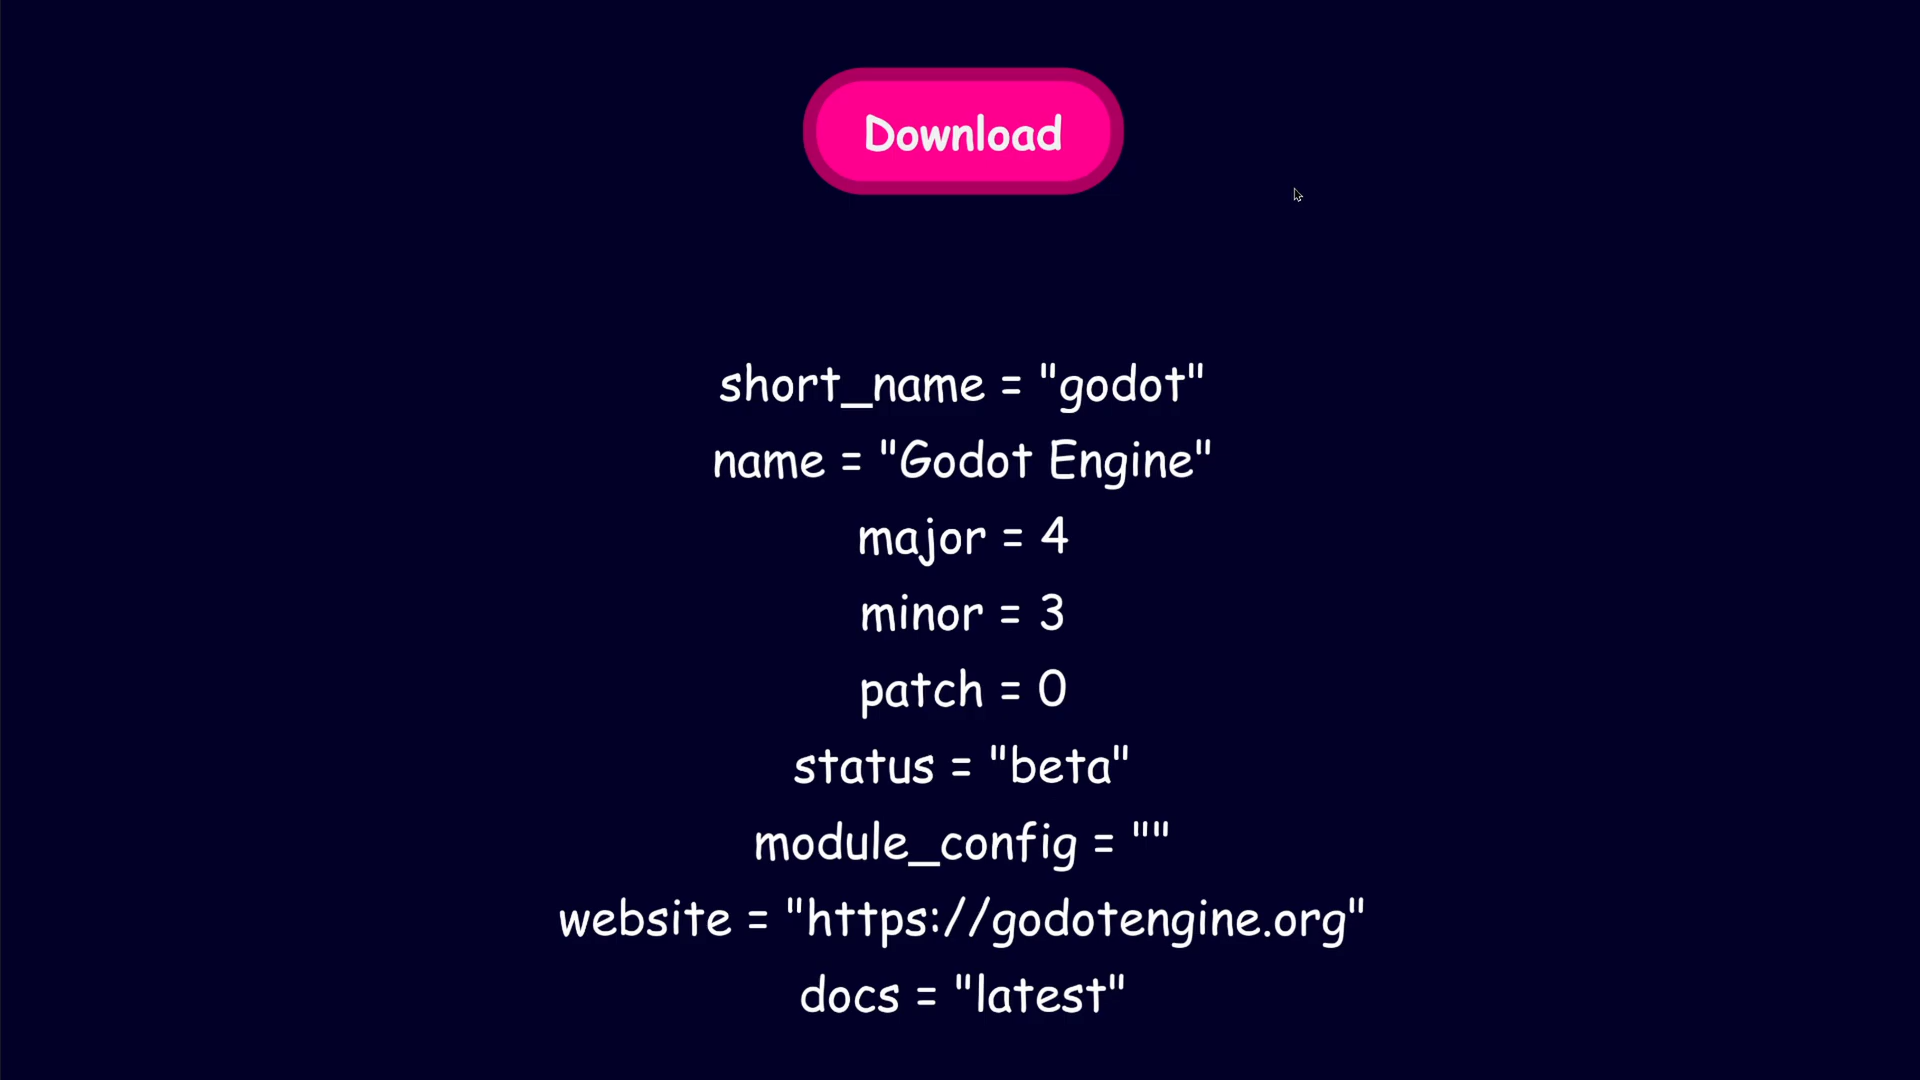 Download
short_name = "godot"
name = "Godot Engine"
major = 4
minor = 3
patch = 0
status = "beta"
module_config = ""
website = "https://godotengine.org"
docs = "latest"